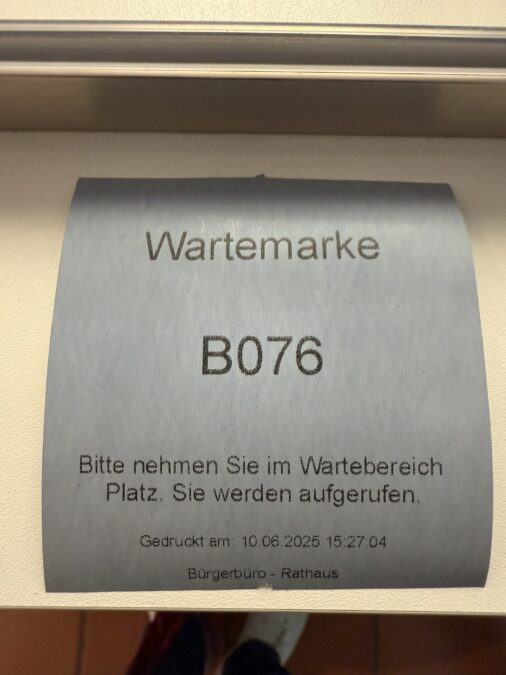 Wartemarke
B076
Bitte nehmen Sie im Wartebereich
Platz. Sie werden aufgerufen.
Gedruckt am: 10.06.2025 15:27:04
Bürgerbüro - Rathaus